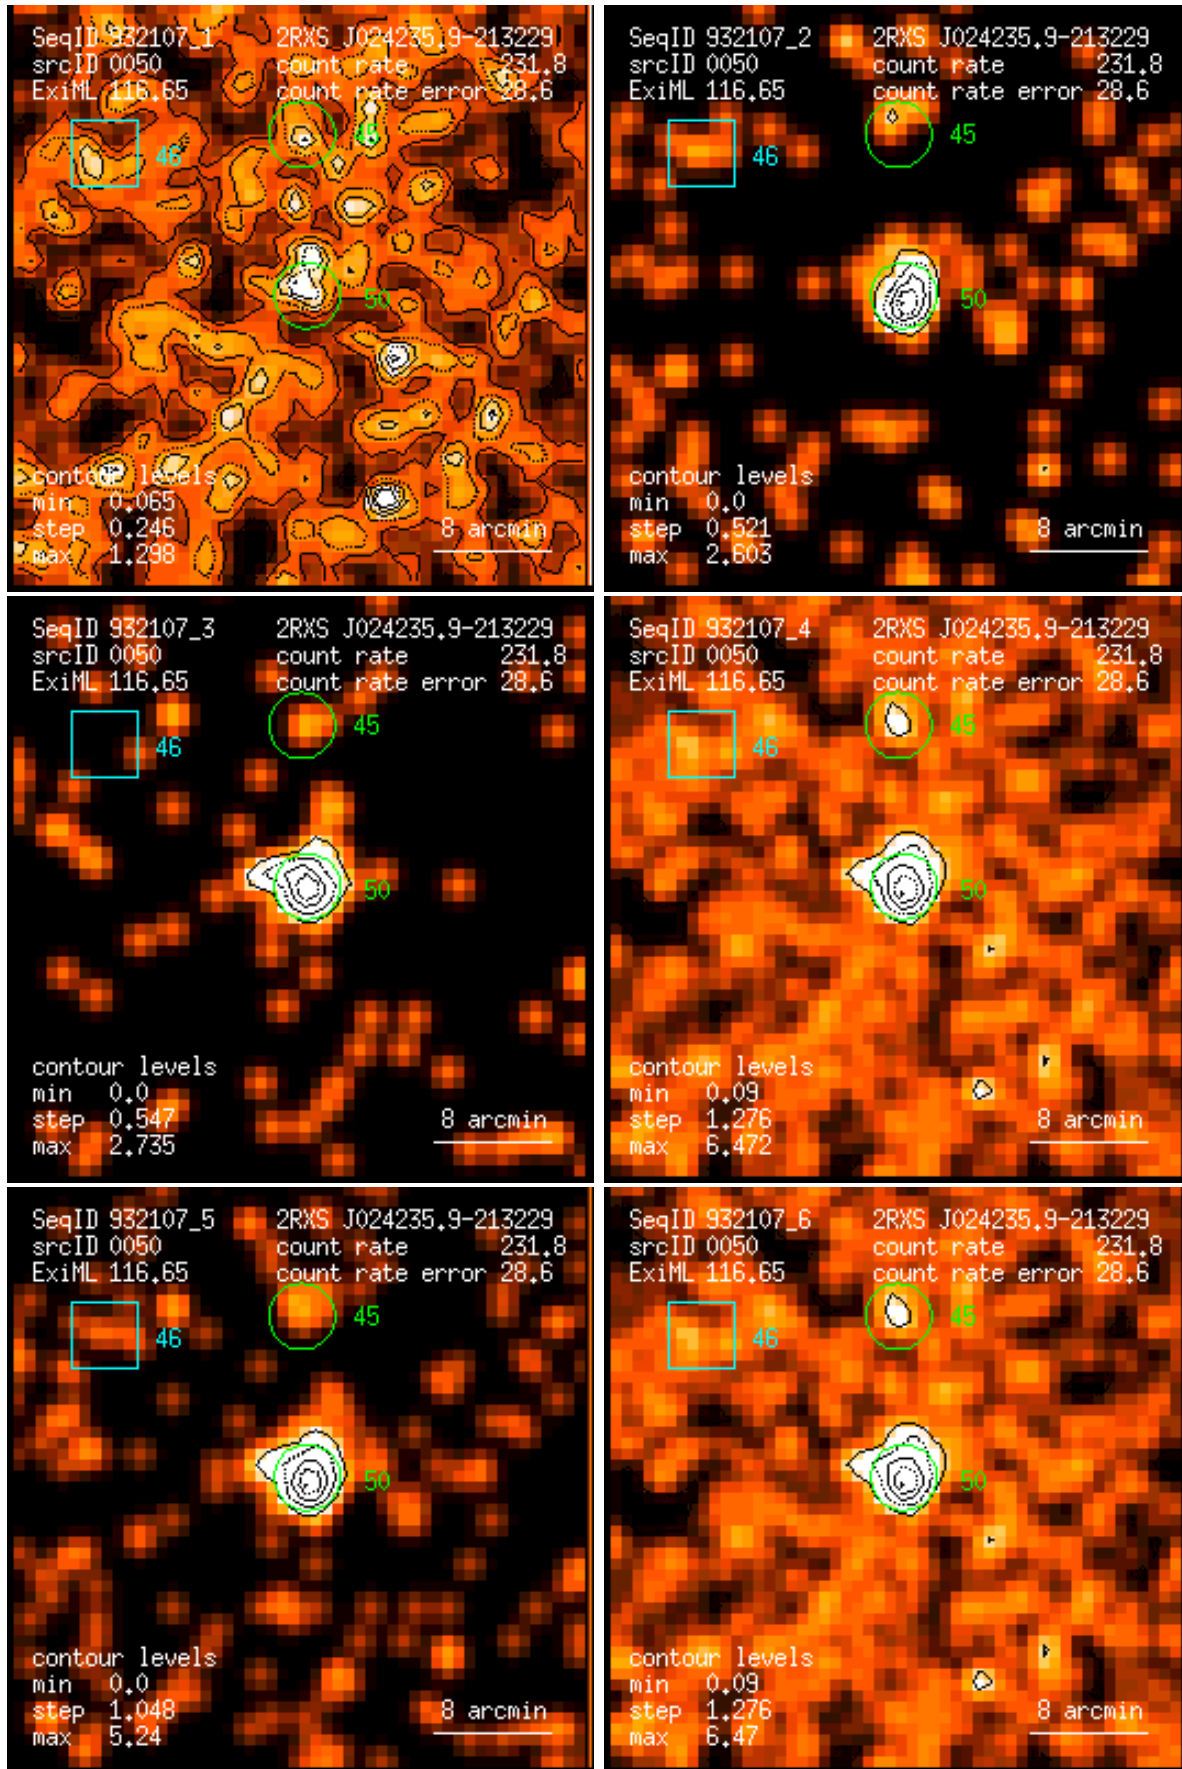 SeqID 932107_1 2RXS J024235.9-213229
srcID 0050 count rate 231.8
ExiML 116.65 count rate error 28.6
45
46
50
contour levels
min 0.065
step 0.246 8 arcmin
max 1.298
SeqID 932107_2 2RXS J024235.9-213229
srcID 0050 count rate 231.8
ExiML 116.65 count rate error 28.6
45
46
50
contour levels
min 0.0
step 0.521 8 arcmin
max 2.603
SeqID 932107_3 2RXS J024235.9-213229
srcID 0050 count rate 231.8
ExiML 116.65 count rate error 28.6
45
46
50
contour levels
min 0.0
step 0.547 8 arcmin
max 2.735
SeqID 932107_4 2RXS J024235.9-213229
srcID 0050 count rate 231.8
ExiML 116.65 count rate error 28.6
45
46
50
contour levels
min 0.09
step 1.276 8 arcmin
max 6.472
SeqID 932107_5 2RXS J024235.9-213229
srcID 0050 count rate 231.8
ExiML 116.65 count rate error 28.6
45
46
50
contour levels
min 0.0
step 1.048 8 arcmin
max 5.24
SeqID 932107_6 2RXS J024235.9-213229
srcID 0050 count rate 231.8
ExiML 116.65 count rate error 28.6
45
46
50
contour levels
min 0.09
step 1.276 8 arcmin
max 6.47